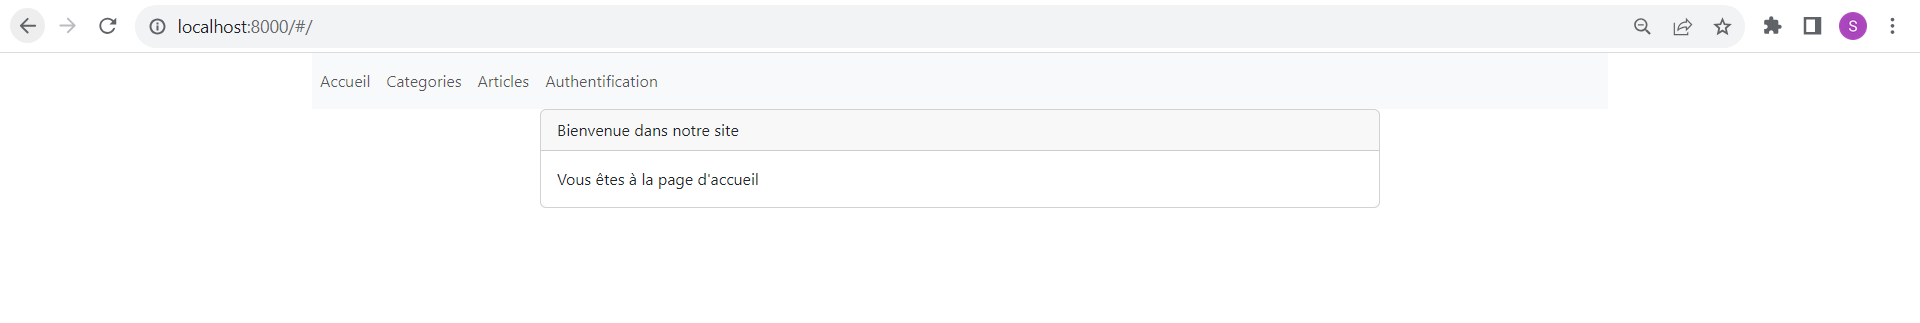 localhost:8000/#/
S
Accueil Categories Articles Authentification
Bienvenue dans notre site
Vous êtes à la page d'accueil